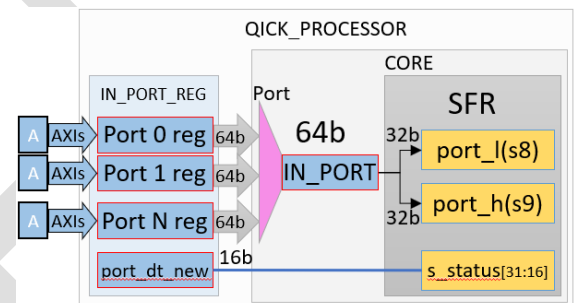 QICK_PROCESSOR
CORE
IN_PORT_REG
Port
SFR
64b
A AXIs Port 0 reg 64b
32b port_l(s8)
A AXIs Port 1 reg 64b
IN_PORT
A AXIs Port N reg 64b
32b port_h(s9)
port_dt_new 16b s_status[31:16]